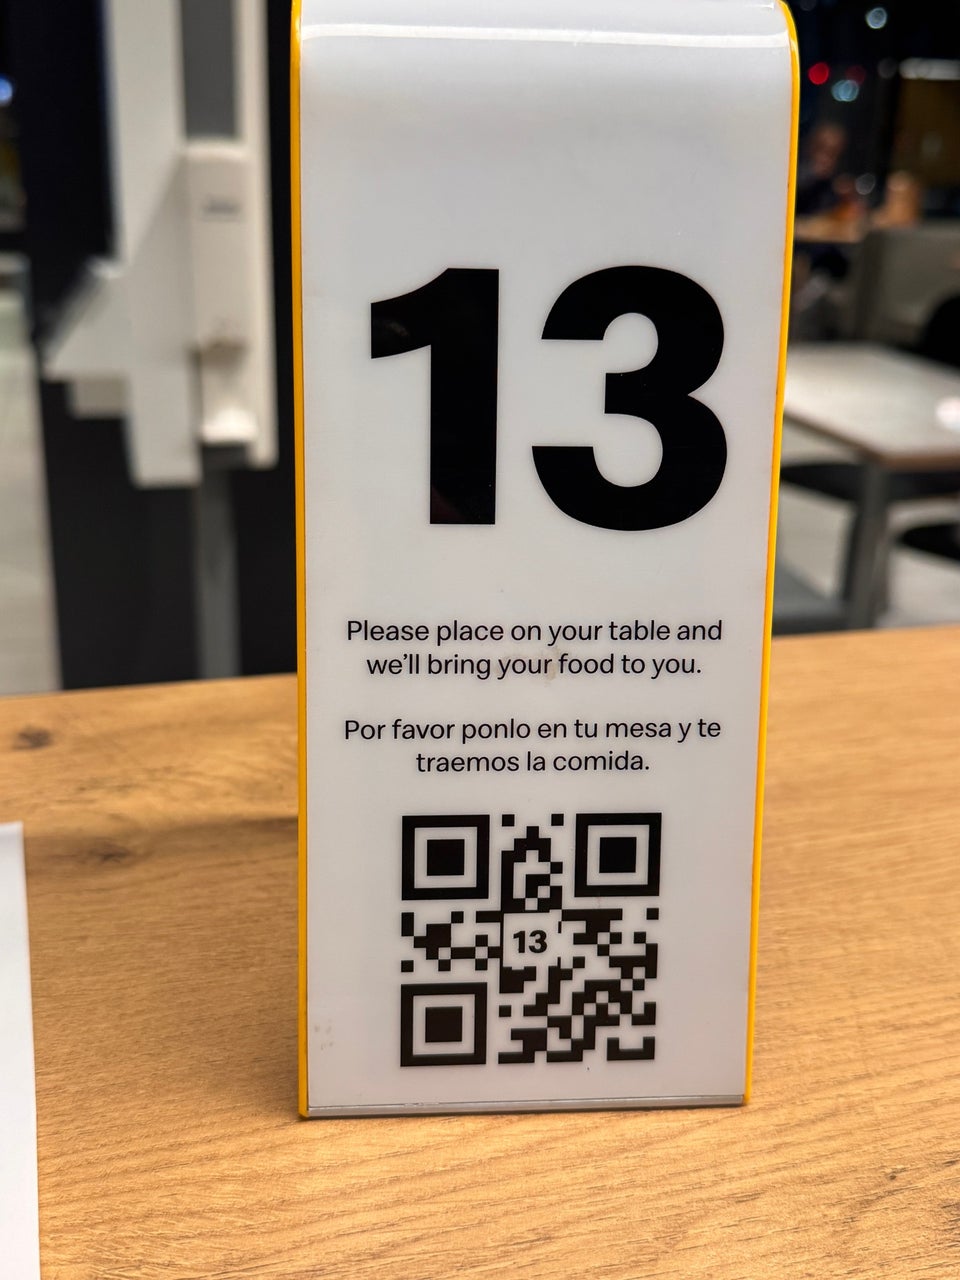 13
Please place on your table and
we’ll bring your food to you.
Por favor ponlo en tu mesa y te
traemos la comida.
13